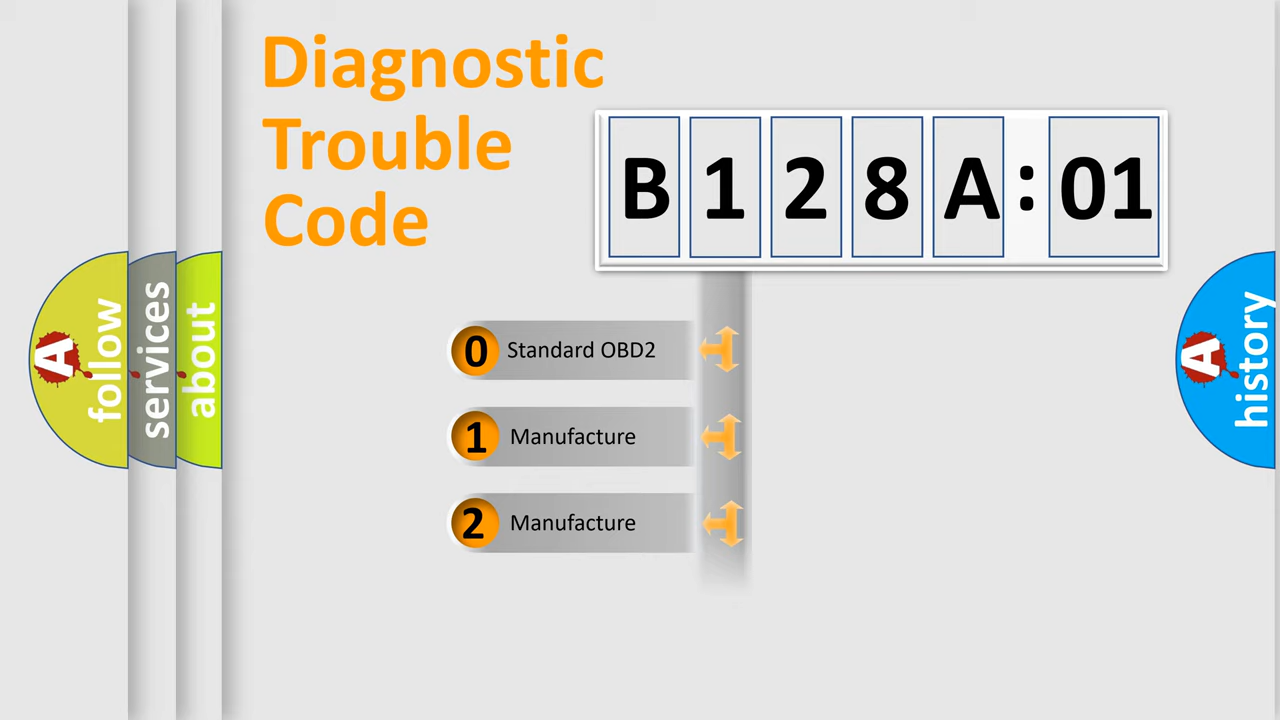 Diagnostic
Trouble
Code
B 1 2 8 A : 01
0 Standard OBD2
1 Manufacture
2 Manufacture
A follow
services
about
A history